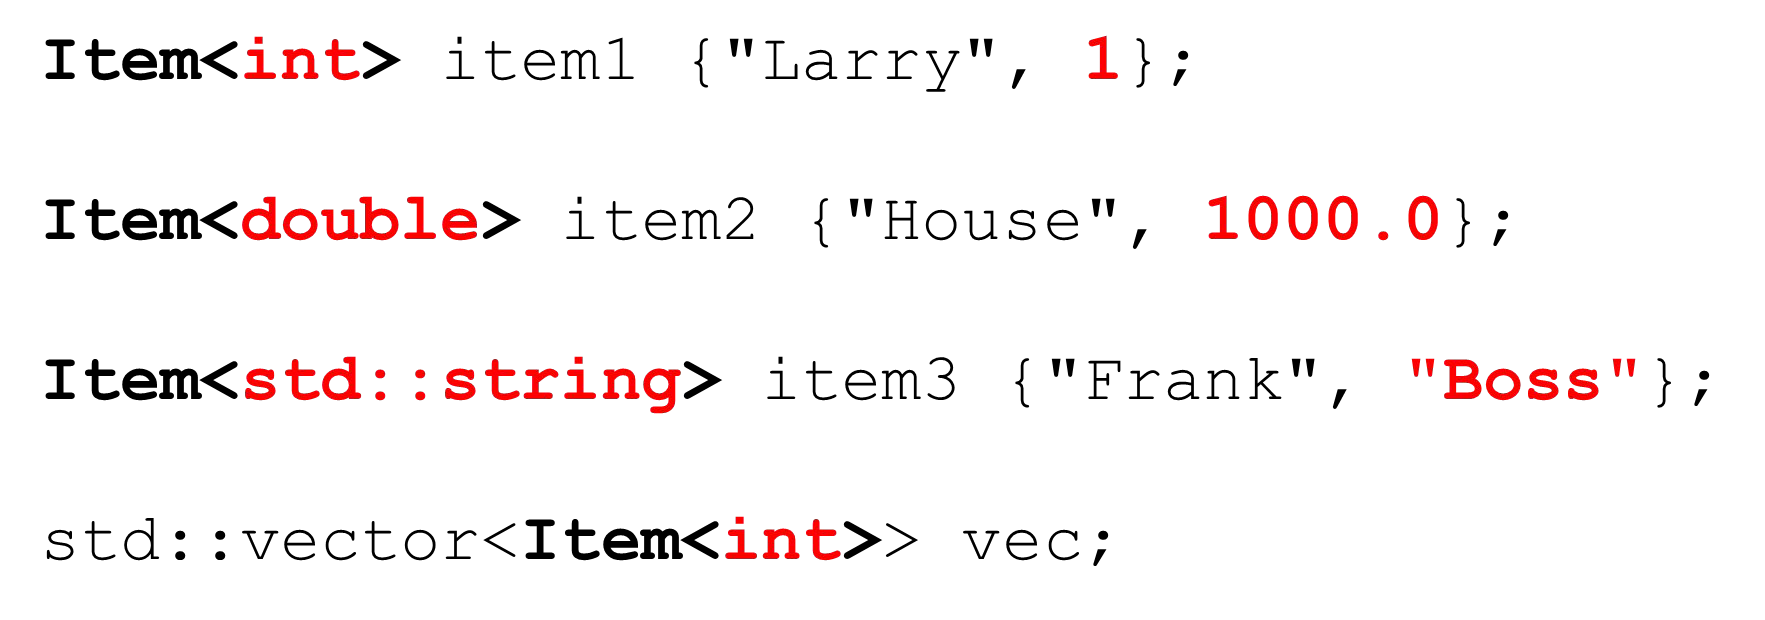 Item<int> item1 {"Larry", 1};
Item<double> item2 {"House", 1000.0};
Item<std::string> item3 {"Frank", "Boss"};
std::vector<Item<int>> vec;